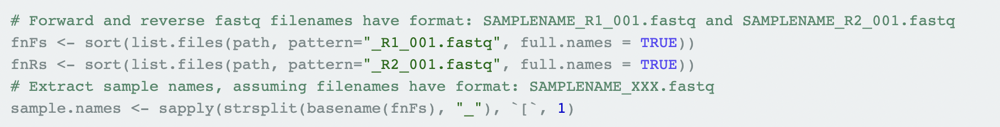 # Forward and reverse fastq filenames have format: SAMPLENAME_R1_001.fastq and SAMPLENAME_R2_001.fastq
fnFs <- sort(list.files(path, pattern="_R1_001.fastq", full.names = TRUE))
fnRs <- sort(list.files(path, pattern="_R2_001.fastq", full.names = TRUE))
# Extract sample names, assuming filenames have format: SAMPLENAME_XXX.fastq
sample.names <- sapply(strsplit(basename(fnFs), "_"), `[`, 1)